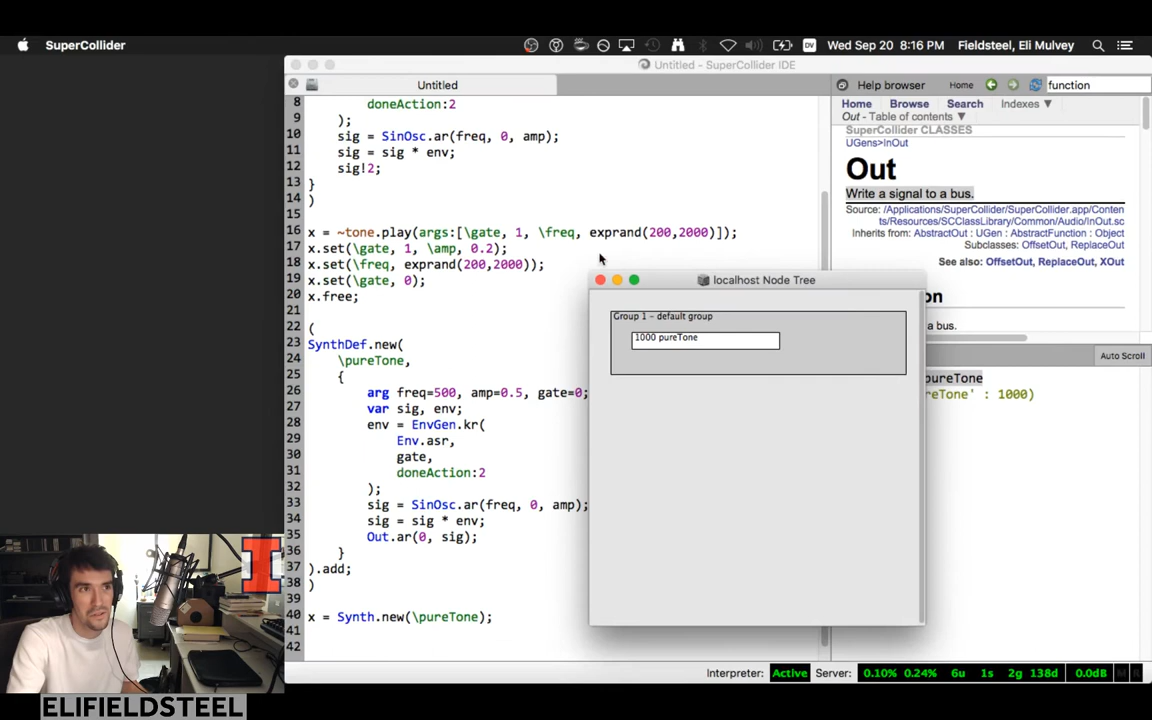 SuperCollider
DV
Wed Sep 20 8:16 PM
Fieldsteel, Eli Mulvey
Untitled - SuperCollider IDE
Untitled
8 doneAction:2
9 );
10 sig = SinOsc.ar(freq, 0, amp);
11 sig = sig * env;
12 sig!2;
13 }
14 )
15
16 x = ~tone.play(args:[\gate, 1, \freq, exprand(200,2000)]);
17 x.set(\gate, 1, \amp, 0.2);
18 x.set(\freq, exprand(200,2000));
19 x.set(\gate, 0);
20 x.free;
21
22 (
23 SynthDef.new(
24 \pureTone,
25 {
26 arg freq=500, amp=0.5, gate=0;
27 var sig, env;
28 env = EnvGen.kr(
29 Env.asr,
30 gate,
31 doneAction:2
32 );
33 sig = SinOsc.ar(freq, 0, amp);
34 sig = sig * env;
35 Out.ar(0, sig);
36 }
37 ).add;
38 )
39
40 x = Synth.new(\pureTone);
41
42
Help browser Home function
Home Browse Search Indexes ▼
Out - Table of contents ▼
SuperCollider CLASSES
UGens>InOut
Out
Write a signal to a bus.
Source: /Applications/SuperCollider/SuperCollider.app/Conten
ts/Resources/SCClassLibrary/Common/Audio/InOut.sc
Inherits from: AbstractOut : UGen : AbstractFunction : Object
Subclasses: OffsetOut, ReplaceOut
See also: OffsetOut, ReplaceOut, XOut
on
a bus.
Auto Scroll
pureTone
reTone' : 1000)
localhost Node Tree
Group 1 - default group
1000 pureTone
Interpreter: Active Server: 0.10% 0.24% 6u 1s 2g 138d 0.0dB M R
I
ELIFIELDSTEEL